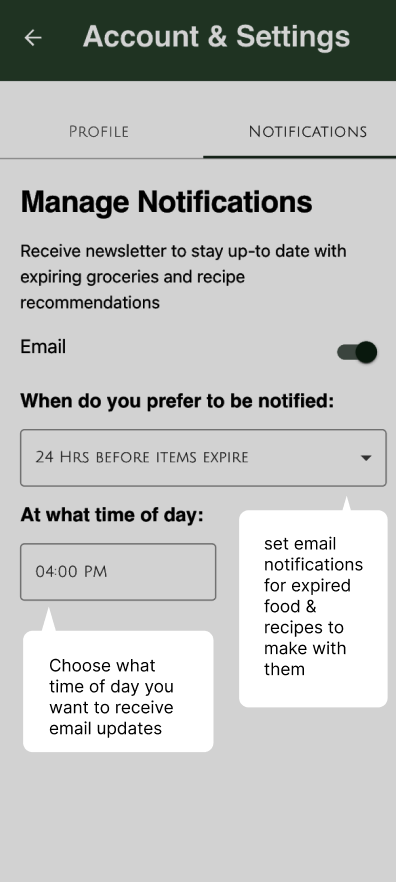 Account & Settings
Profile
Notifications
Manage Notifications
Receive newsletter to stay up-to date with
expiring groceries and recipe
recommendations
Email
When do you prefer to be notified:
24 Hrs before items expire
At what time of day:
04:00 PM
set email
notifications
for expired
food &
recipes to
make with
them
Choose what
time of day you
want to receive
email updates